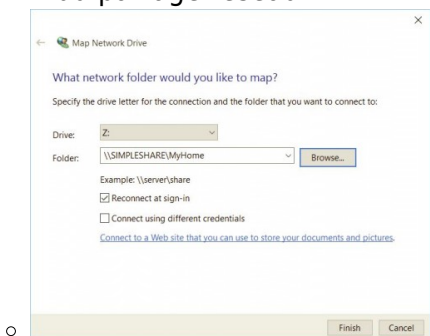 Map Network Drive
What network folder would you like to map?
Specify the drive letter for the connection and the folder that you want to connect to:
Drive: Z:
Folder: \\SIMPLESHARE\MyHome Browse...
Example: \\server\share
Reconnect at sign-in
Connect using different credentials
Connect to a Web site that you can use to store your documents and pictures.
Finish Cancel